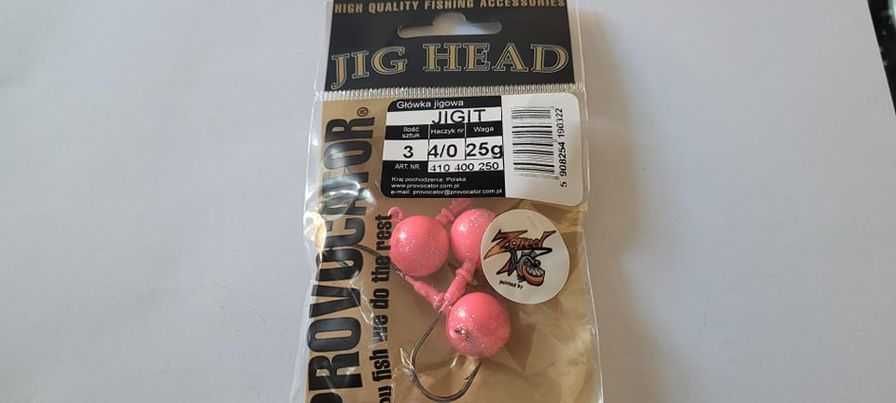 HIGH QUALITY FISHING ACCESSORIES
JIG HEAD
Główka jigowa
JIGIT
Ilość sztuk
Haczyk nr
Waga
3
4/0
25g
ART. NR.
410 400 250
Kraj pochodzenia: Polska
www.provocator.com.pl
e-mail: provocator@provocator.com.pl
5 908254 190322
PROVOCATOR®
you fish we do the rest
painted by